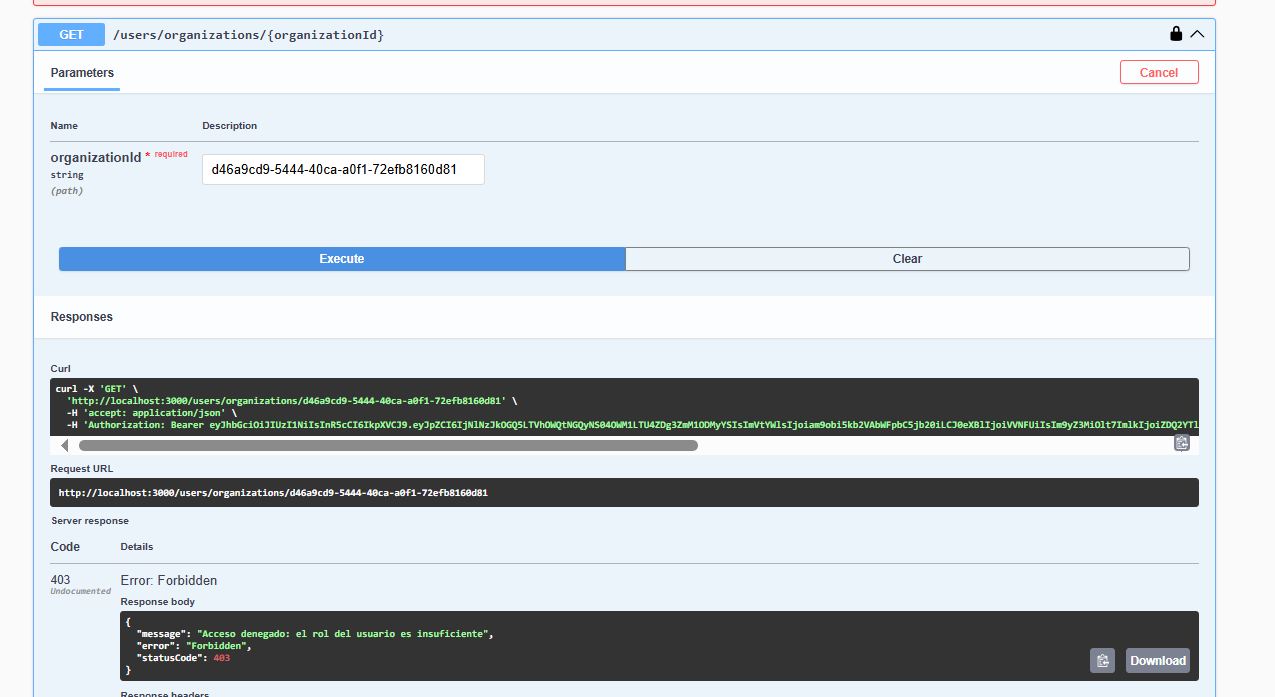 GET /users/organizations/{organizationId}
Parameters
Cancel
Name Description
organizationId * required
string
(path)
d46a9cd9-5444-40ca-a0f1-72efb8160d81
Execute Clear
Responses
Curl
curl -X 'GET' \
'http://localhost:3000/users/organizations/d46a9cd9-5444-40ca-a0f1-72efb8160d81' \
-H 'accept: application/json' \
-H 'Authorization: Bearer
Request URL
http://localhost:3000/users/organizations/d46a9cd9-5444-40ca-a0f1-72efb8160d81
Server response
Code Details
403 Error: Forbidden
Undocumented
Response body
{
"message": "Acceso denegado: el rol del usuario es insuficiente",
"error": "Forbidden",
"statusCode": 403
}
Download
Response headers